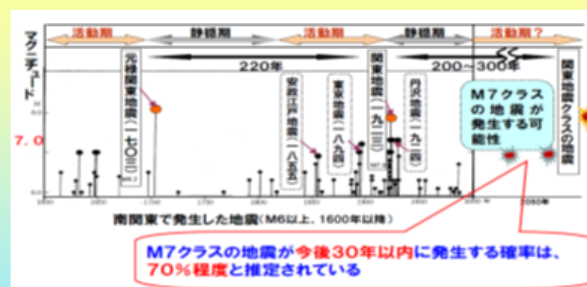 活動期 静穏期 活動期 静穏期 活動期?
マグニチュード
220年
200~300年
元禄関東地震(一七〇三)
安政江戸地震(一八五五)
東京地震(一八九四)
関東地震(一九二三)
丹沢地震(一九二四)
M7クラスの地震が発生する可能性
関東地震クラスの地震
7.0
1700 1750 1800 1850 1900
南関東で発生した地震(M6以上、1600年以降)
M7クラスの地震が今後30年以内に発生する確率は、
70%程度と推定されている